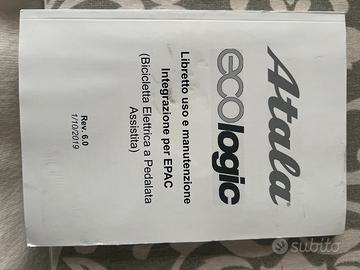 Atala®
ecologic
Libretto uso e manutenzione
Integrazione per EPAC
(Bicicletta Elettrica a Pedalata
Assistita)
Rev. 6.0
1/10/2019
subito